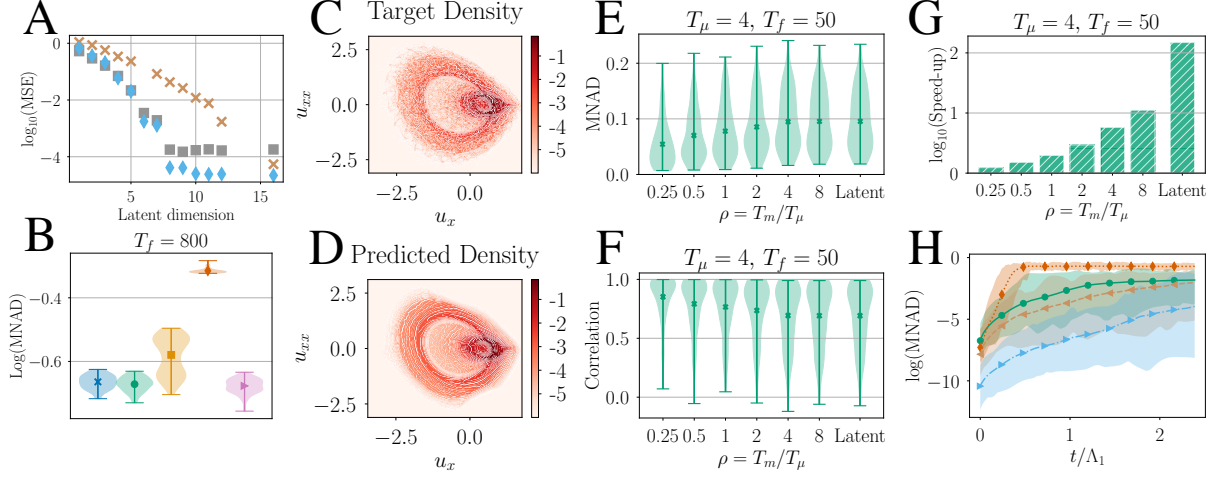 A
log₁₀(MSE)
0
−2
−4
5
10
15
Latent dimension
B
T_f = 800
Log(MNAD)
−0.4
−0.6
C
Target Density
u_xx
2.5
0.0
−2.5
−2.5
0.0
u_x
-1
-2
-3
-4
-5
D
Predicted Density
u_xx
2.5
0.0
−2.5
−2.5
0.0
u_x
-1
-2
-3
-4
-5
E
T_μ = 4, T_f = 50
MNAD
0.2
0.1
0.0
0.25 0.5 1 2 4 8 Latent
ρ = T_m/T_μ
F
T_μ = 4, T_f = 50
Correlation
1.0
0.5
0.0
0.25 0.5 1 2 4 8 Latent
ρ = T_m/T_μ
G
T_μ = 4, T_f = 50
log₁₀(Speed-up)
2
1
0
0.25 0.5 1 2 4 8 Latent
ρ = T_m/T_μ
H
log(MNAD)
0
−5
−10
0 1 2
t/Λ₁